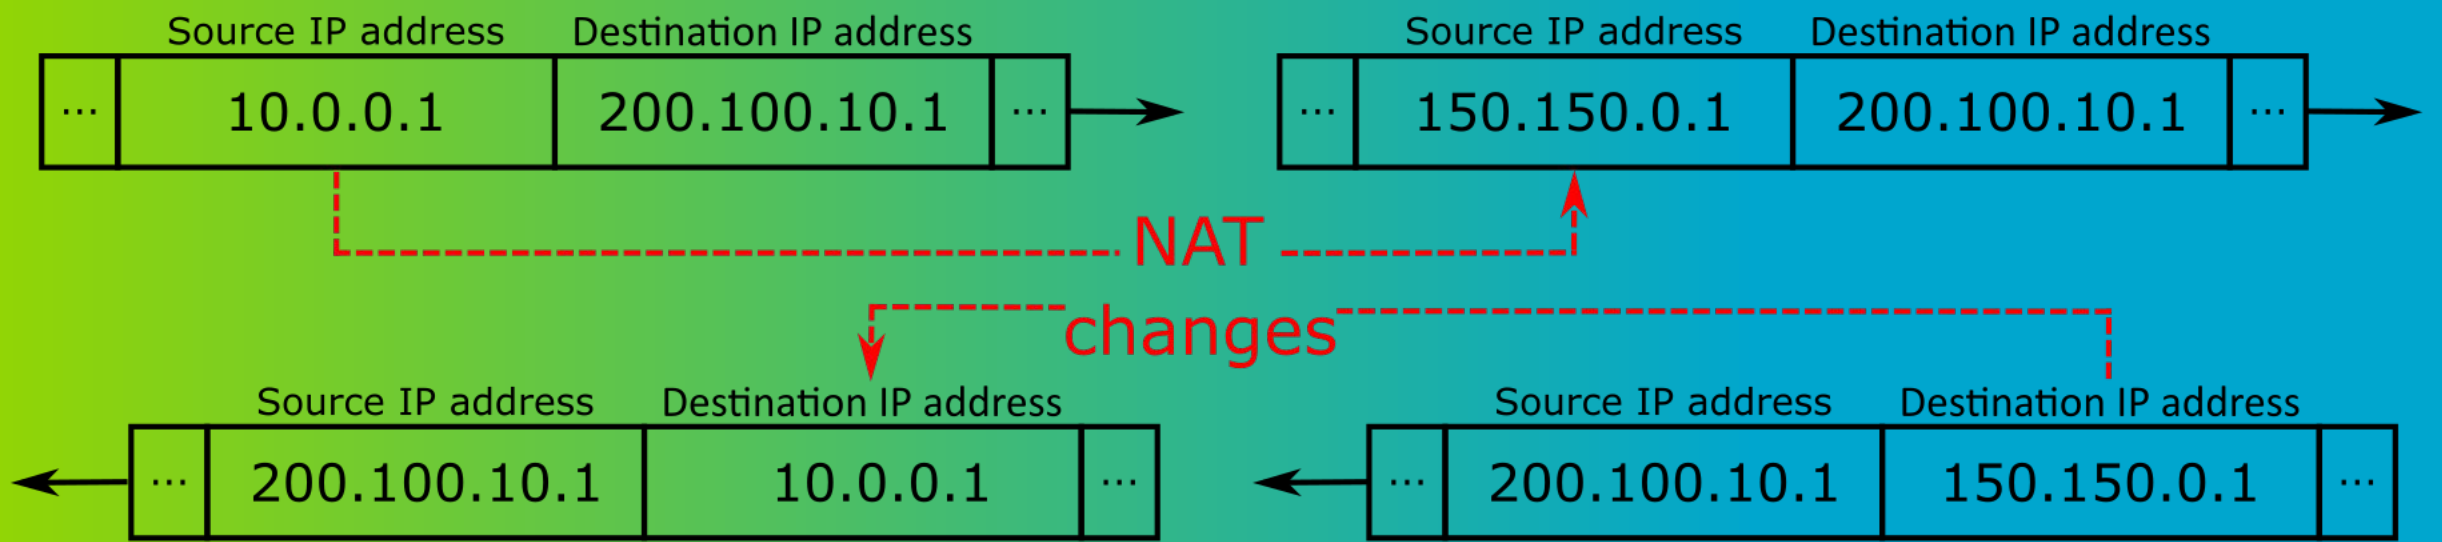 Source IP address Destination IP address Source IP address Destination IP address
... 10.0.0.1 200.100.10.1 ... ... 150.150.0.1 200.100.10.1 ...
NAT
changes
Source IP address Destination IP address Source IP address Destination IP address
... 200.100.10.1 10.0.0.1 ... ... 200.100.10.1 150.150.0.1 ...